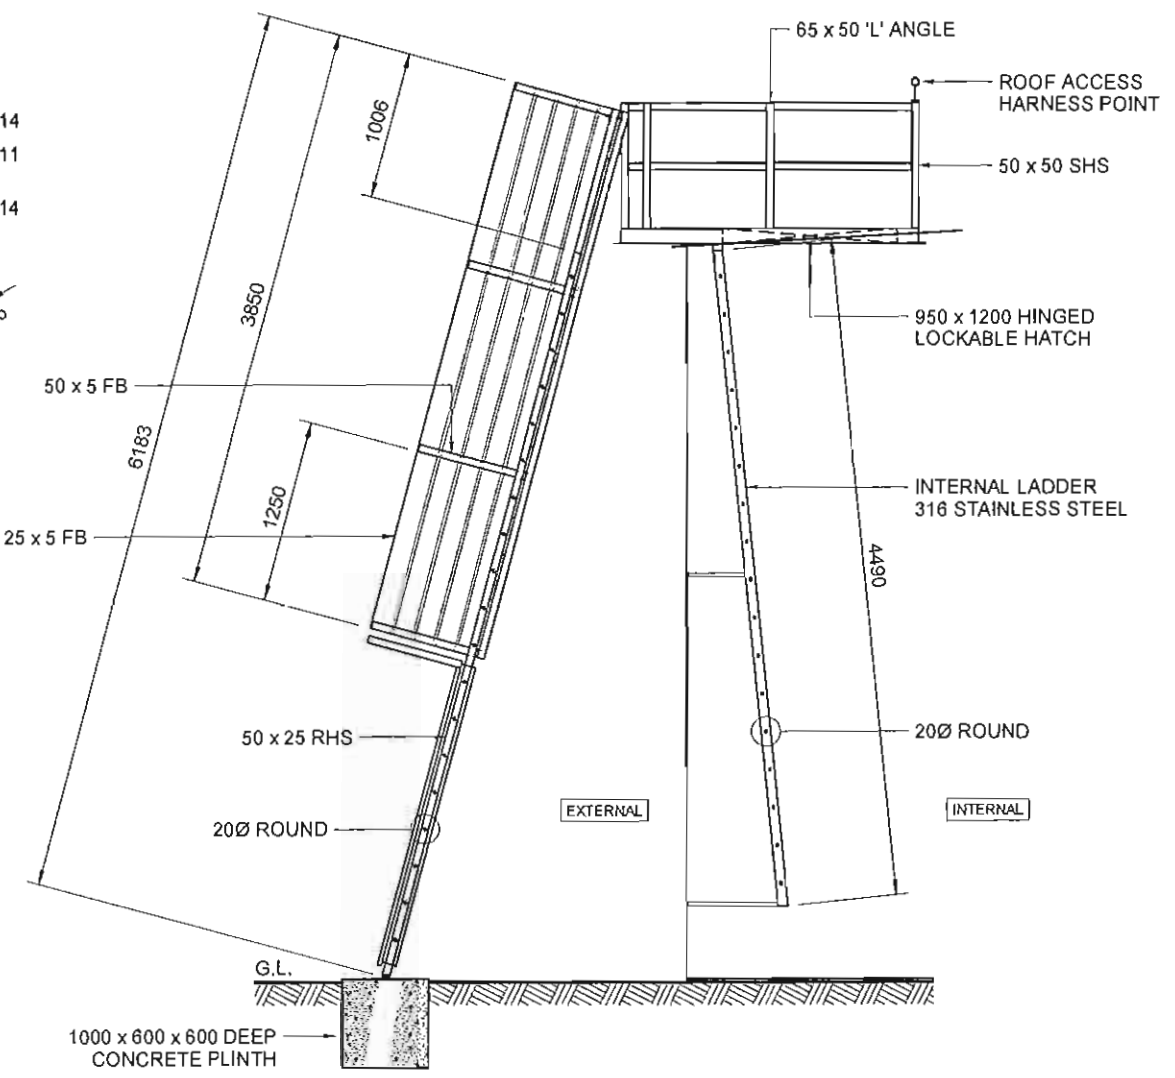 65 x 50 'L' ANGLE
ROOF ACCESS
HARNESS POINT
14
11
14
1006
50 x 50 SHS
3850
950 x 1200 HINGED
LOCKABLE HATCH
50 x 5 FB
6183
1250
INTERNAL LADDER
316 STAINLESS STEEL
25 x 5 FB
4490
50 x 25 RHS
20Ø ROUND
EXTERNAL
INTERNAL
20Ø ROUND
G.L.
1000 x 600 x 600 DEEP
CONCRETE PLINTH